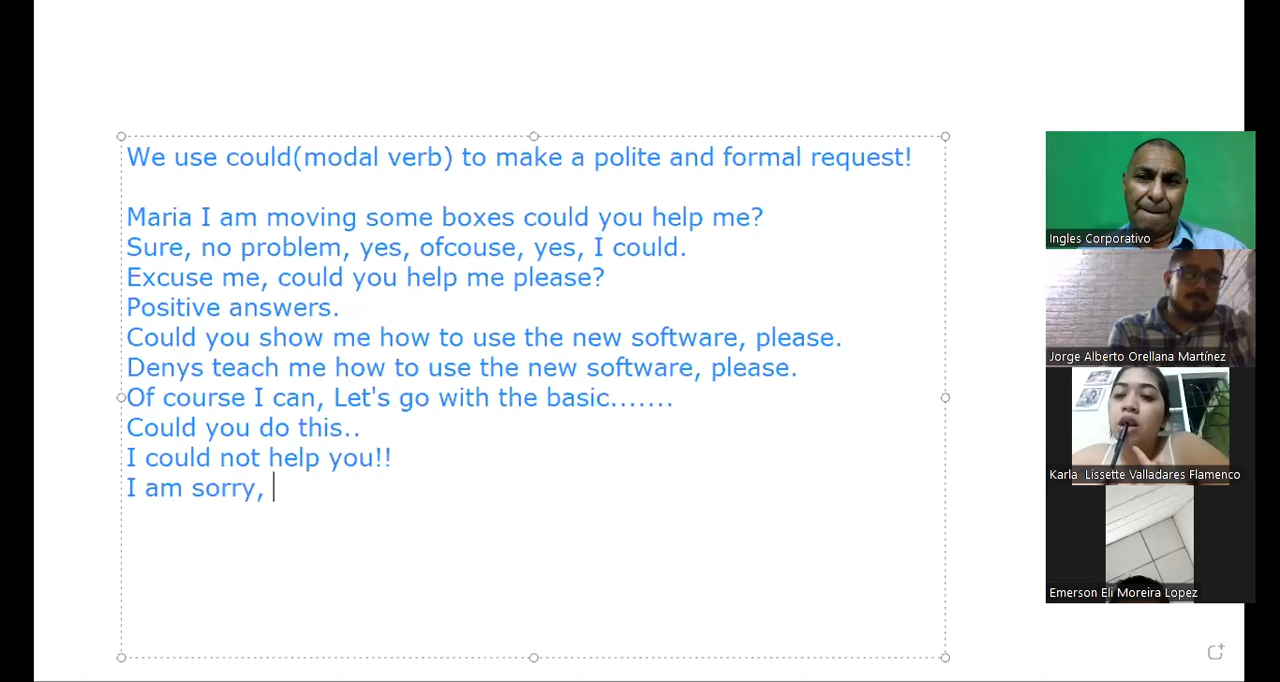 We use could(modal verb) to make a polite and formal request!
Maria I am moving some boxes could you help me?
Sure, no problem, yes, ofcouse, yes, I could.
Excuse me, could you help me please?
Positive answers.
Could you show me how to use the new software, please.
Denys teach me how to use the new software, please.
Of course I can, Let's go with the basic.......
Could you do this..
I could not help you!!
I am sorry,
Ingles Corporativo
Jorge Alberto Orellana Martínez
Karla Lissette Valladares Flamenco
Emerson Eli Moreira Lopez